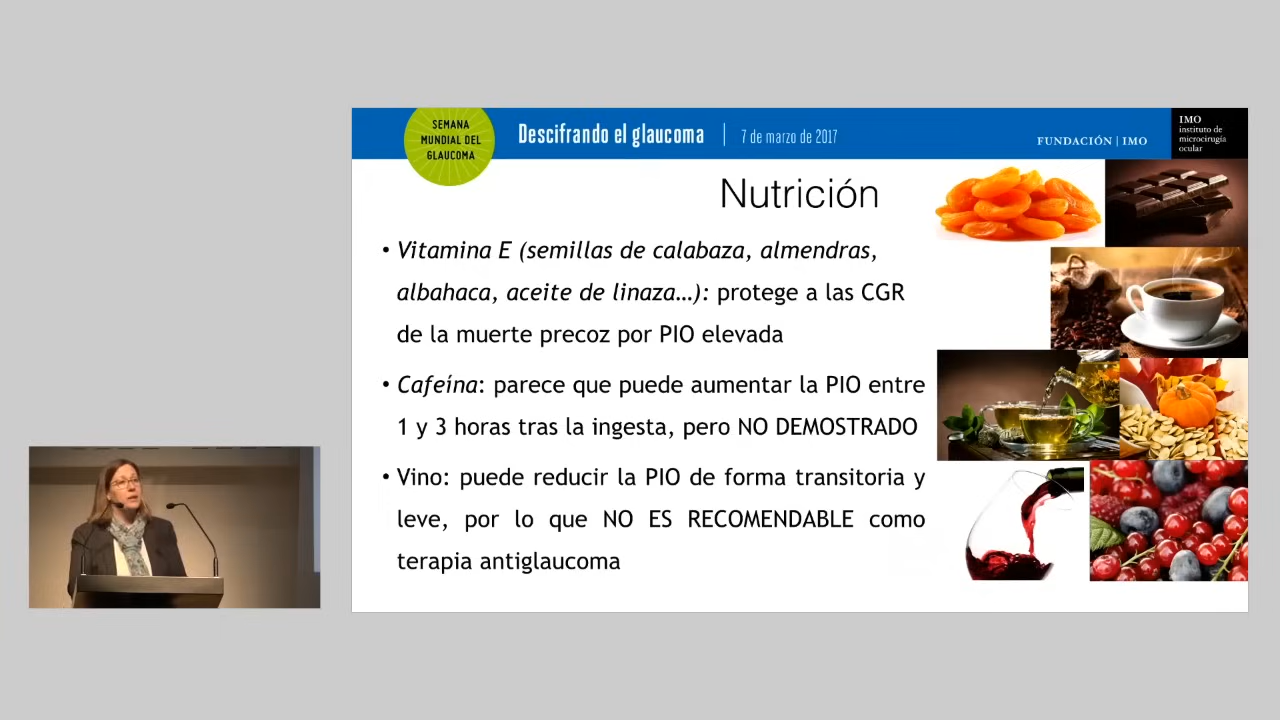 SEMANA
MUNDIAL DEL
GLAUCOMA
Descifrando el glaucoma | 7 de marzo de 2017
FUNDACIÓN | IMO
IMO
instituto de
microcirugía
ocular
Nutrición
• Vitamina E (semillas de calabaza, almendras,
albahaca, aceite de linaza…): protege a las CGR
de la muerte precoz por PIO elevada
• Cafeína: parece que puede aumentar la PIO entre
1 y 3 horas tras la ingesta, pero NO DEMOSTRADO
• Vino: puede reducir la PIO de forma transitoria y
leve, por lo que NO ES RECOMENDABLE como
terapia antiglaucoma